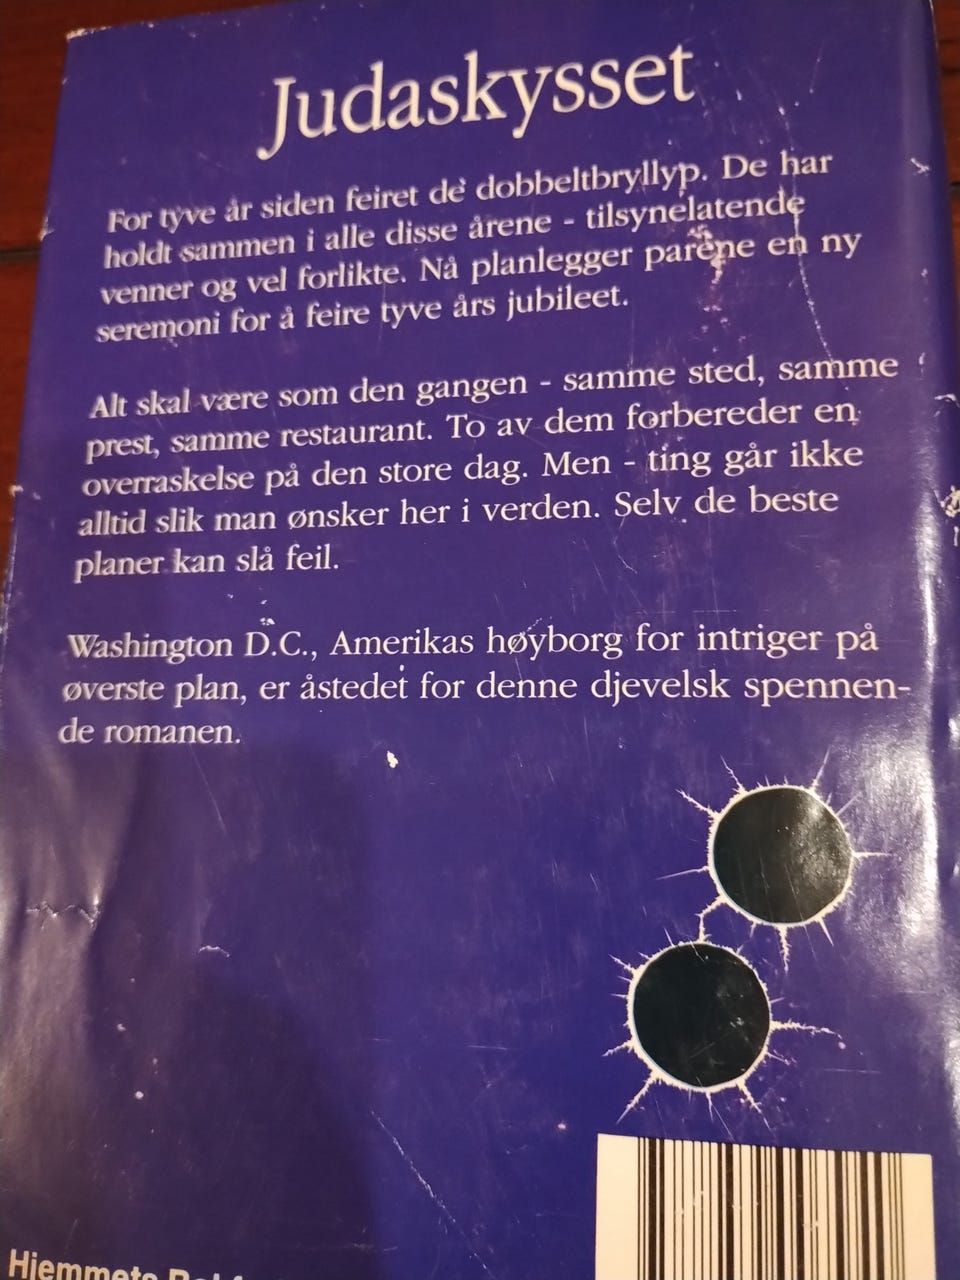 Judaskysset
For tyve år siden feiret de dobbeltbryllyp. De har
holdt sammen i alle disse årene - tilsynelatende
venner og vel forlikte. Nå planlegger parene en ny
seremoni for å feire tyve års jubileet.
Alt skal være som den gangen - samme sted, samme
prest, samme restaurant. To av dem forbereder en
overraskelse på den store dag. Men - ting går ikke
alltid slik man ønsker her i verden. Selv de beste
planer kan slå feil.
Washington D.C., Amerikas høyborg for intriger på
øverste plan, er åstedet for denne djevelsk spennen-
de romanen.
Hjemmets